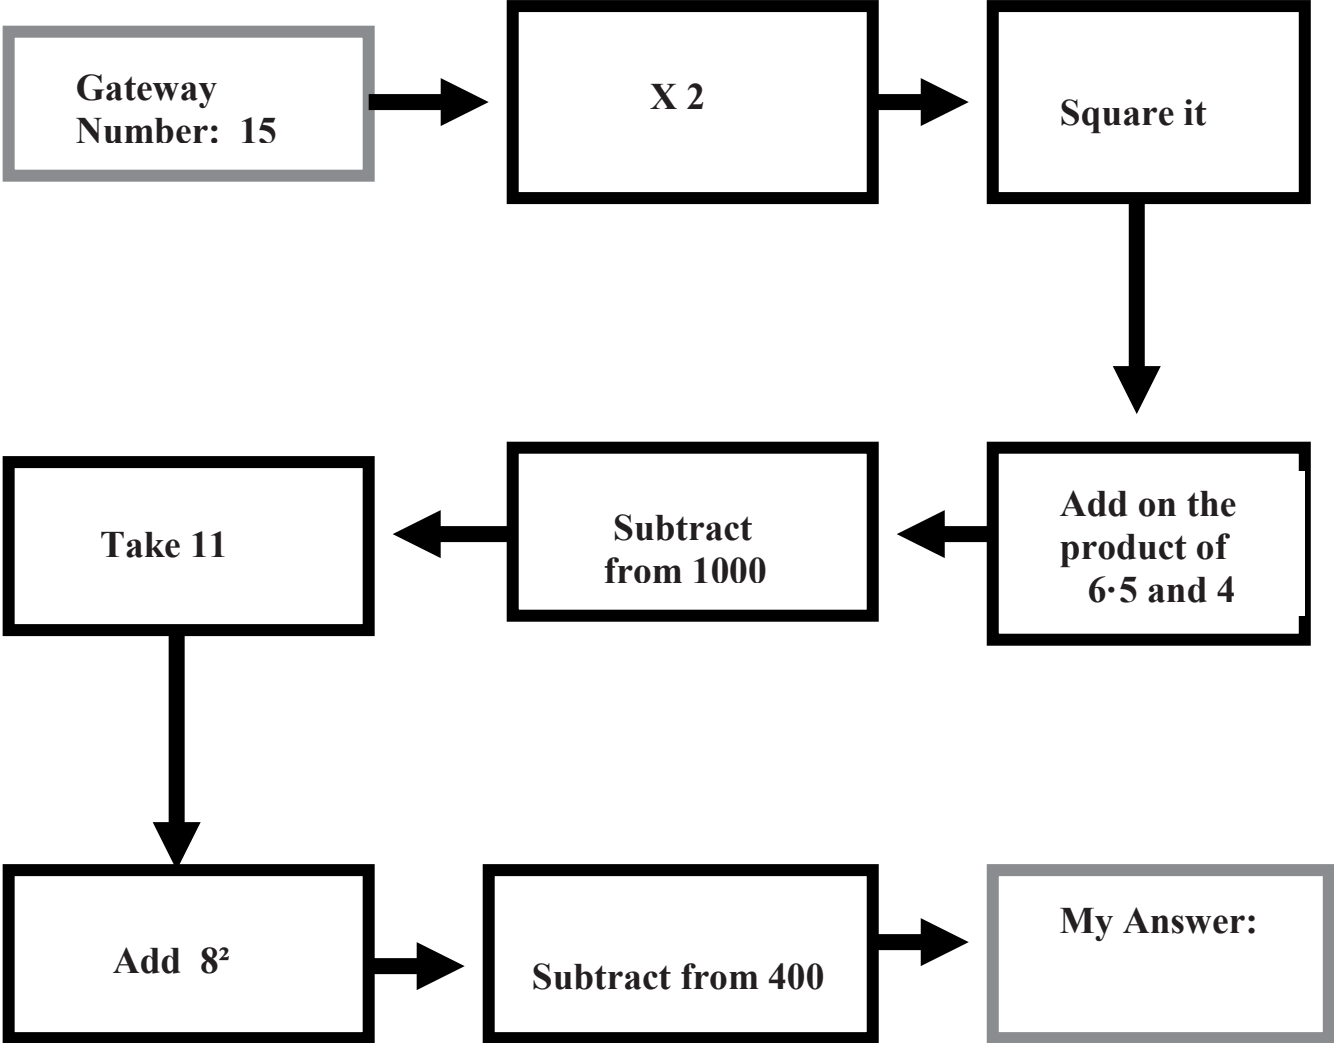 Gateway
Number: 15
X 2
Square it
Add on the
product of
6·5 and 4
Subtract
from 1000
Take 11
Add 8²
Subtract from 400
My Answer: